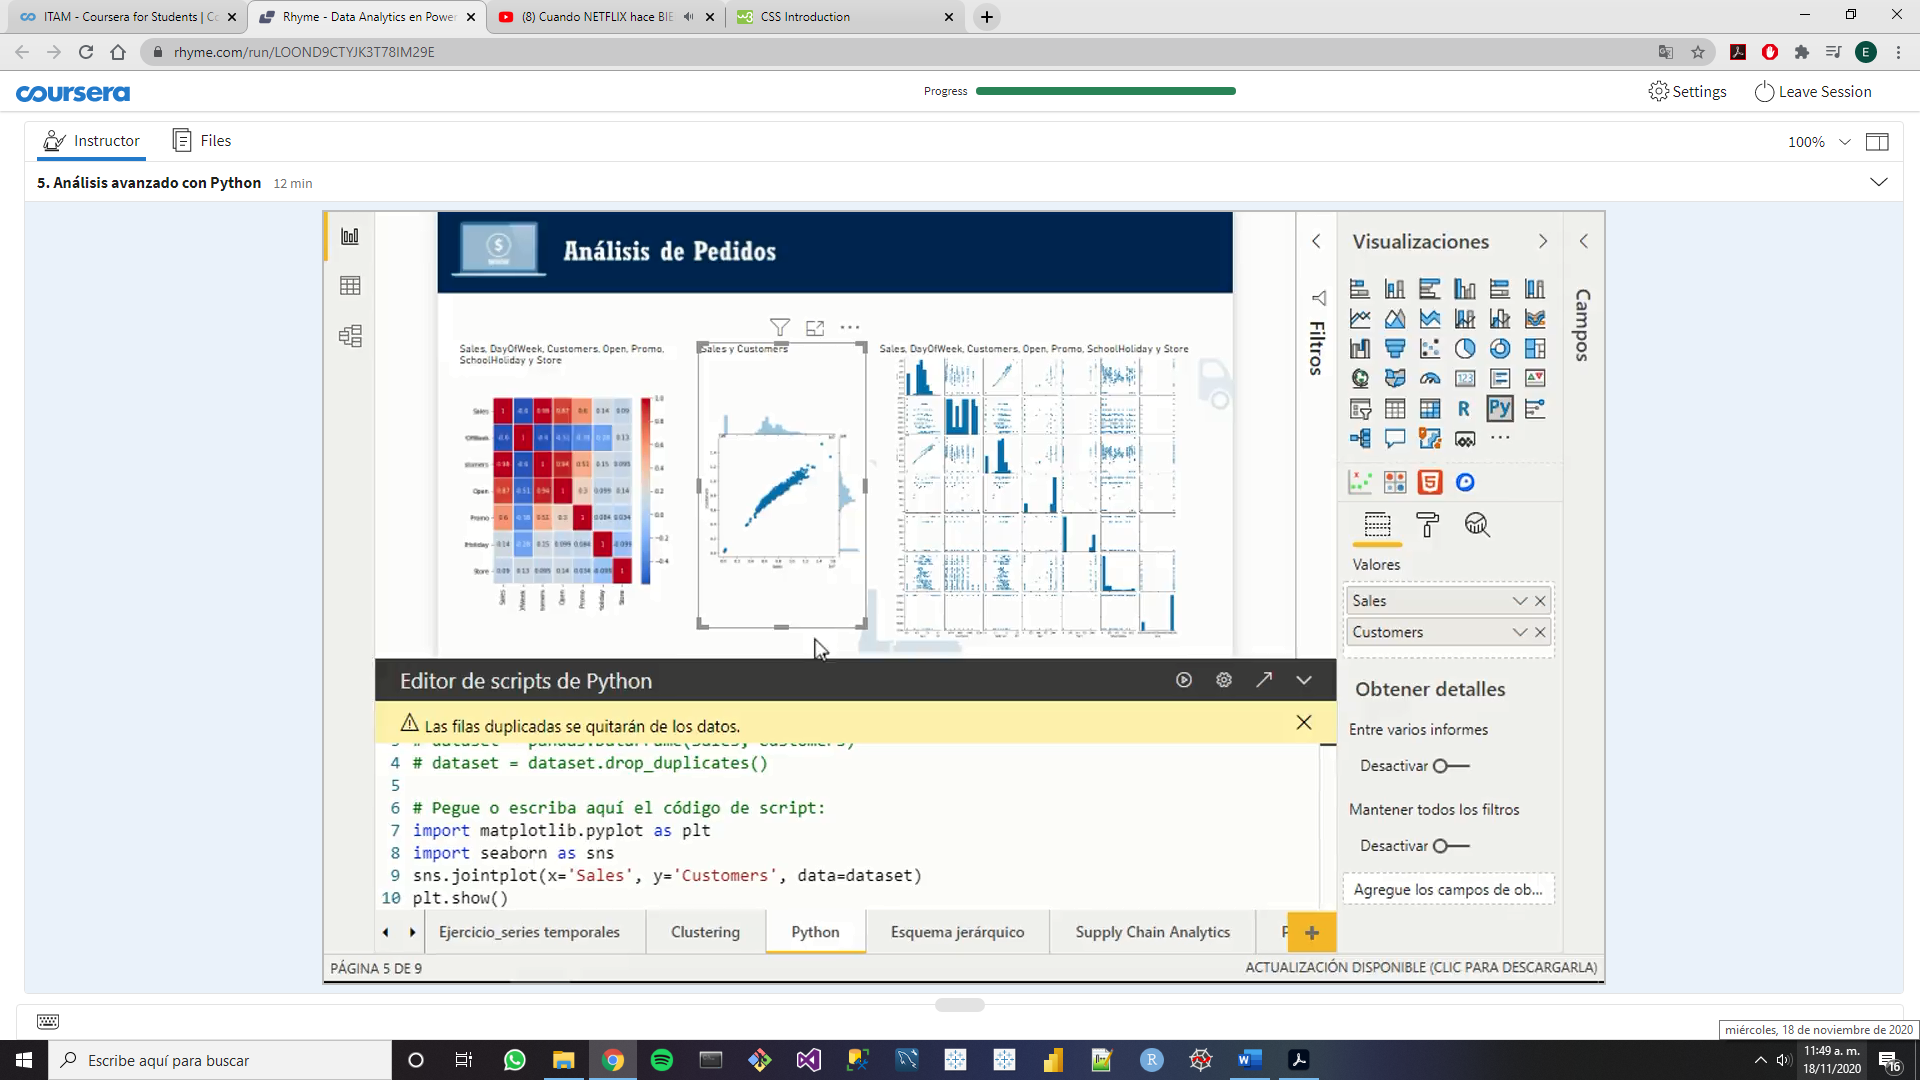 ITAM - Coursera for Students | Co
Rhyme - Data Analytics en Power
(8) Cuando NETFLIX hace BIE
CSS Introduction
rhyme.com/run/LOOND9CTYJK3T78IM29E
E
coursera
Progress
Settings
Leave Session
Instructor
Files
100%
5. Análisis avanzado con Python 12 min
Análisis de Pedidos
Sales, DayOfWeek, Customers, Open, Promo,
SchoolHoliday y Store
Sales y Customers
Sales, DayOfWeek, Customers, Open, Promo, SchoolHoliday y Store
Sales
Open
Promo
Store
Visualizaciones
Filtros
Campos
R
Py
Valores
Sales
Customers
Obtener detalles
Entre varios informes
Desactivar
Mantener todos los filtros
Desactivar
Agregue los campos de ob...
Editor de scripts de Python
Las filas duplicadas se quitarán de los datos.
4 # dataset = dataset.drop_duplicates()
5
6 # Pegue o escriba aquí el código de script:
7 import matplotlib.pyplot as plt
8 import seaborn as sns
9 sns.jointplot(x='Sales', y='Customers', data=dataset)
10 plt.show()
Ejercicio_series temporales
Clustering
Python
Esquema jerárquico
Supply Chain Analytics
PÁGINA 5 DE 9
ACTUALIZACIÓN DISPONIBLE (CLIC PARA DESCARGARLA)
miércoles, 18 de noviembre de 2020
Escribe aquí para buscar
11:49 a. m.
18/11/2020
16